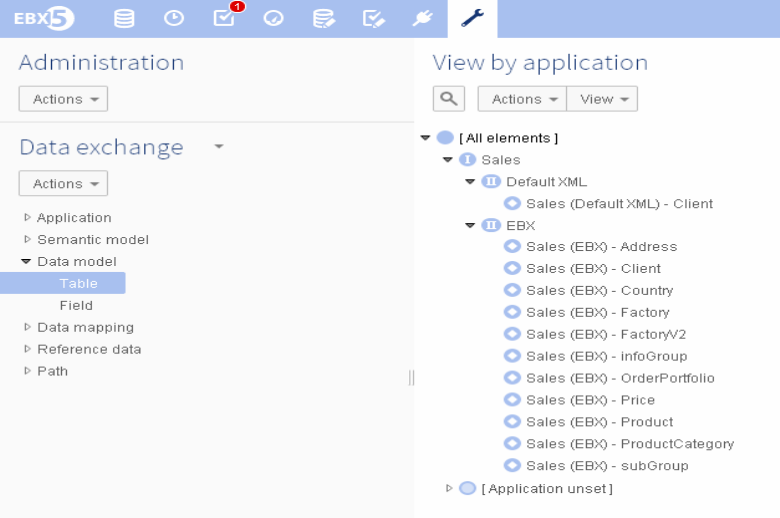 EBX5
1
Administration
Actions
Data exchange
Actions
Application
Semantic model
Data model
Table
Field
Data mapping
Reference data
Path
View by application
Actions View
[ All elements ]
I Sales
II Default XML
Sales (Default XML) - Client
II EBX
Sales (EBX) - Address
Sales (EBX) - Client
Sales (EBX) - Country
Sales (EBX) - Factory
Sales (EBX) - FactoryV2
Sales (EBX) - infoGroup
Sales (EBX) - OrderPortfolio
Sales (EBX) - Price
Sales (EBX) - Product
Sales (EBX) - ProductCategory
Sales (EBX) - subGroup
[ Application unset ]